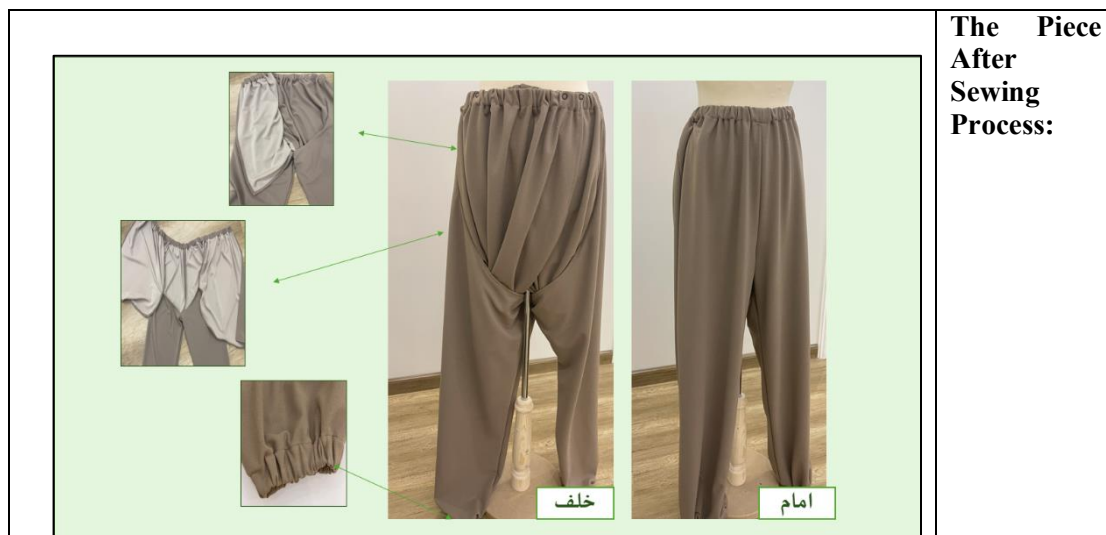 The Piece
After
Sewing
Process:
خلف
امام